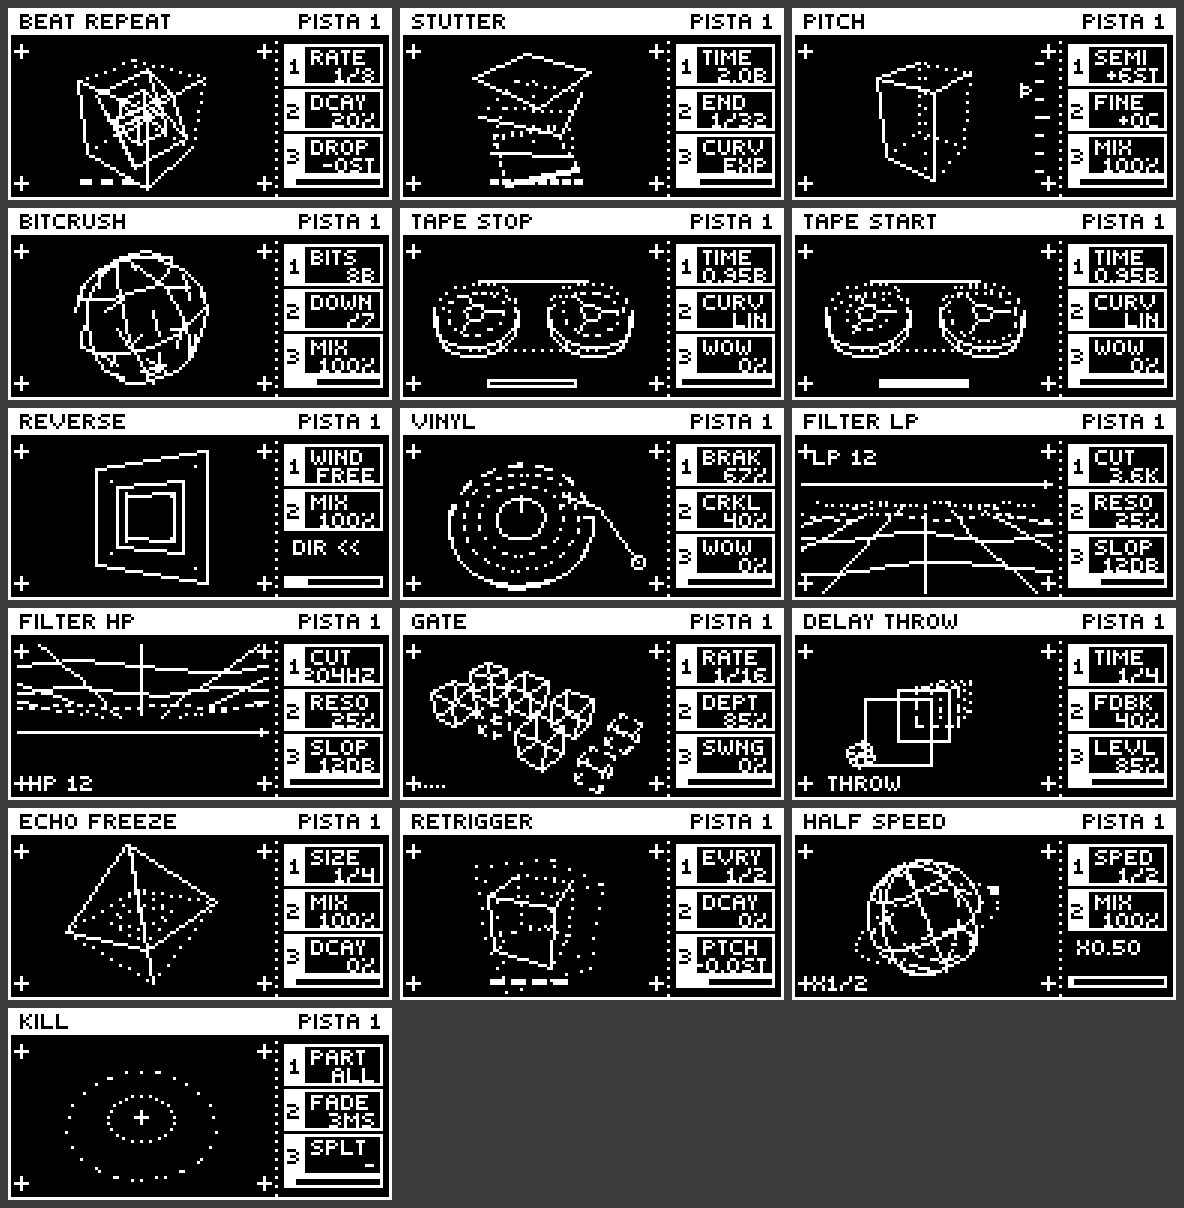 BEAT REPEAT PISTA 1
1 RATE
1/8
2 DCAY
20%
3 DROP
-0ST
STUTTER PISTA 1
1 TIME
2.0B
2 END
1/32
3 CURV
EXP
PITCH PISTA 1
1 SEMI
+6ST
2 FINE
+0C
3 MIX
100%
BITCRUSH PISTA 1
1 BITS
8B
2 DOWN
/7
3 MIX
100%
TAPE STOP PISTA 1
1 TIME
0.95B
2 CURV
LIN
3 WOW
0%
TAPE START PISTA 1
1 TIME
0.95B
2 CURV
LIN
3 WOW
0%
REVERSE PISTA 1
1 WIND
FREE
2 MIX
100%
DIR <<
VINYL PISTA 1
1 BRAK
67%
2 CRKL
40%
3 WOW
0%
FILTER LP PISTA 1
LP 12
1 CUT
3.6K
2 RESO
25%
3 SLOP
12DB
FILTER HP PISTA 1
1 CUT
204HZ
2 RESO
25%
3 SLOP
12DB
HP 12
GATE PISTA 1
1 RATE
1/16
2 DEPT
85%
3 SWNG
0%
DELAY THROW PISTA 1
1 TIME
1/4
2 FDBK
40%
3 LEVL
85%
THROW
ECHO FREEZE PISTA 1
1 SIZE
1/4
2 MIX
100%
3 DCAY
0%
RETRIGGER PISTA 1
1 EVRY
1/2
2 DCAY
0%
3 PTCH
-0.0ST
HALF SPEED PISTA 1
1 SPED
1/2
2 MIX
100%
X0.50
X1/2
KILL PISTA 1
1 PART
ALL
2 FADE
3MS
3 SPLT
-